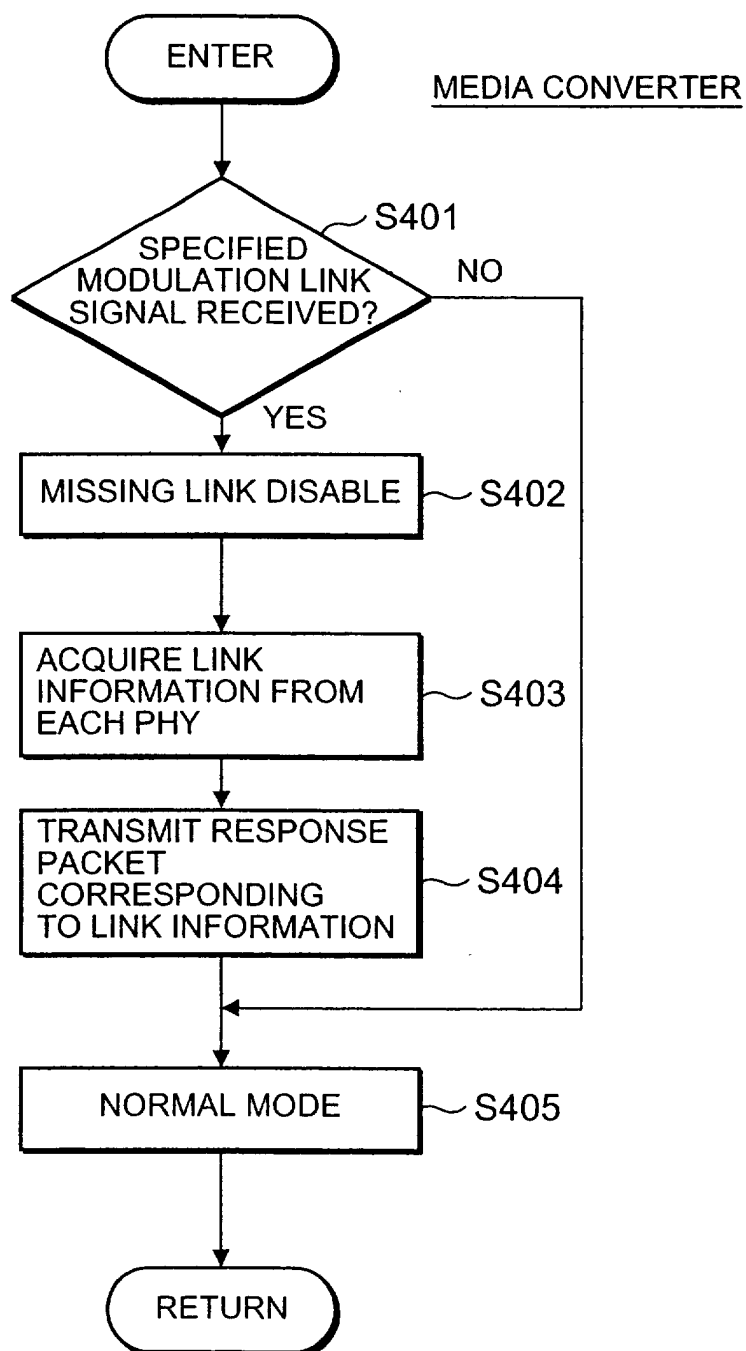 ENTER
MEDIA CONVERTER
S401
SPECIFIED
MODULATION LINK
SIGNAL RECEIVED?
NO
YES
MISSING LINK DISABLE
S402
ACQUIRE LINK
INFORMATION FROM
EACH PHY
S403
TRANSMIT RESPONSE
PACKET
CORRESPONDING
TO LINK INFORMATION
S404
NORMAL MODE
S405
RETURN